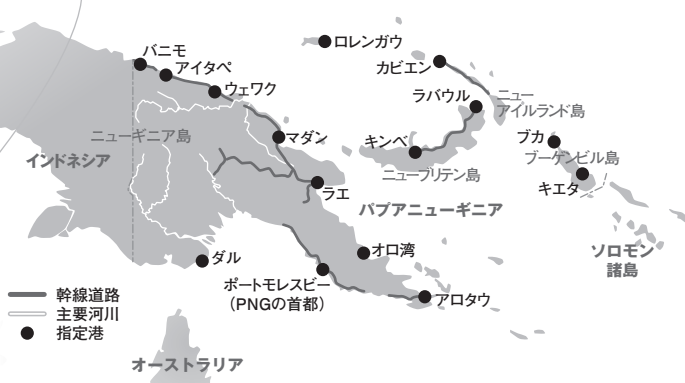 バニモ
アイタペ
ウェワク
ロレンガウ
カビエン
ラバウル
ニュー
アイルランド島
ニューギニア島
マダン
キンベ
ブカ
ブーゲンビル島
インドネシア
ニューブリテン島
キエタ
ラエ
パプアニューギニア
ダル
オロ湾
ソロモン
諸島
ポートモレスビー
（PNGの首都）
アロタウ
幹線道路
主要河川
指定港
オーストラリア